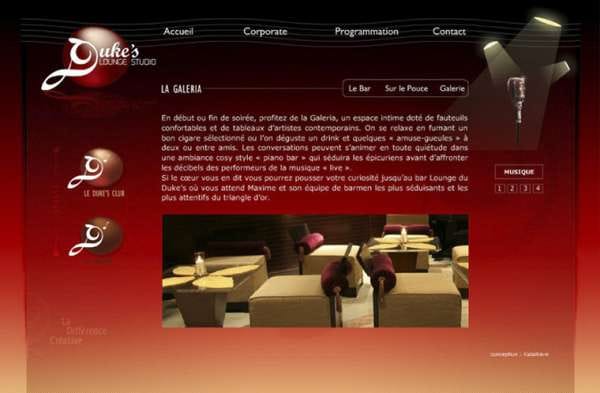 Duke's
LOUNGE STUDIO
Accueil
Corporate
Programmation
Contact
LA GALERIA
Le Bar
Sur le Pouce
Galerie
En début ou fin de soirée, profitez de la Galeria, un espace intime doté de fauteuils
confortables et de tableaux d'artistes contemporains. On se relaxe en fumant un
bon cigare sélectionné ou l'on déguste un drink et quelques « amuse-gueules » à
deux ou entre amis. Les conversations peuvent s'animer en toute quiétude dans
une ambiance cosy style « piano bar » qui séduira les épicuriens avant d'affronter
les décibels des performeurs de la musique « live ».
Si le cœur vous en dit vous pourrez pousser votre curiosité jusqu'au bar Lounge du
Duke's où vous attend Maxime et son équipe de barmen les plus séduisants et les
plus attentifs du triangle d'or.
MUSIQUE
1 2 3 4
LE DUKE'S CLUB
La
Différence
Créative
conception :